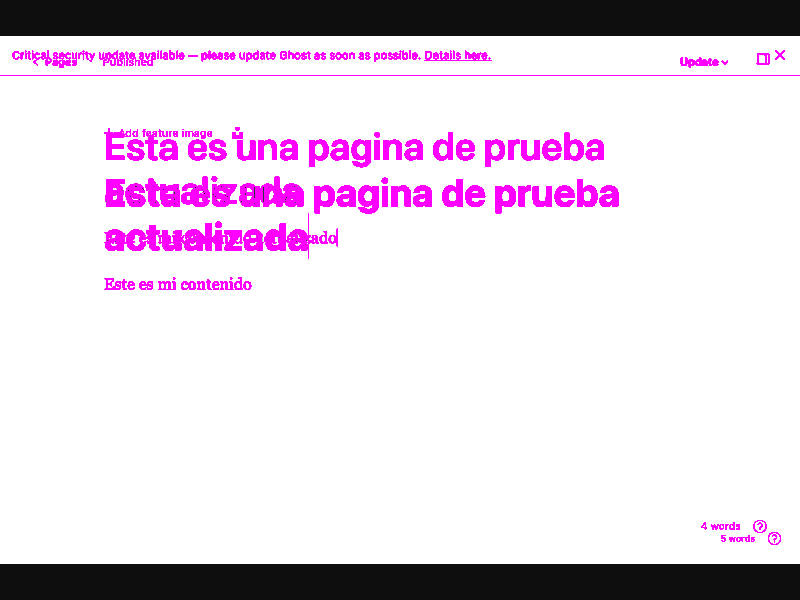 Critical security update available — please update Ghost as soon as possible. Details here.
Pages Published Update
Add feature image
Esta es una pagina de prueba
actualizada
Esta es una pagina de prueba
actualizada
Este es mi contenido
4 words
5 words